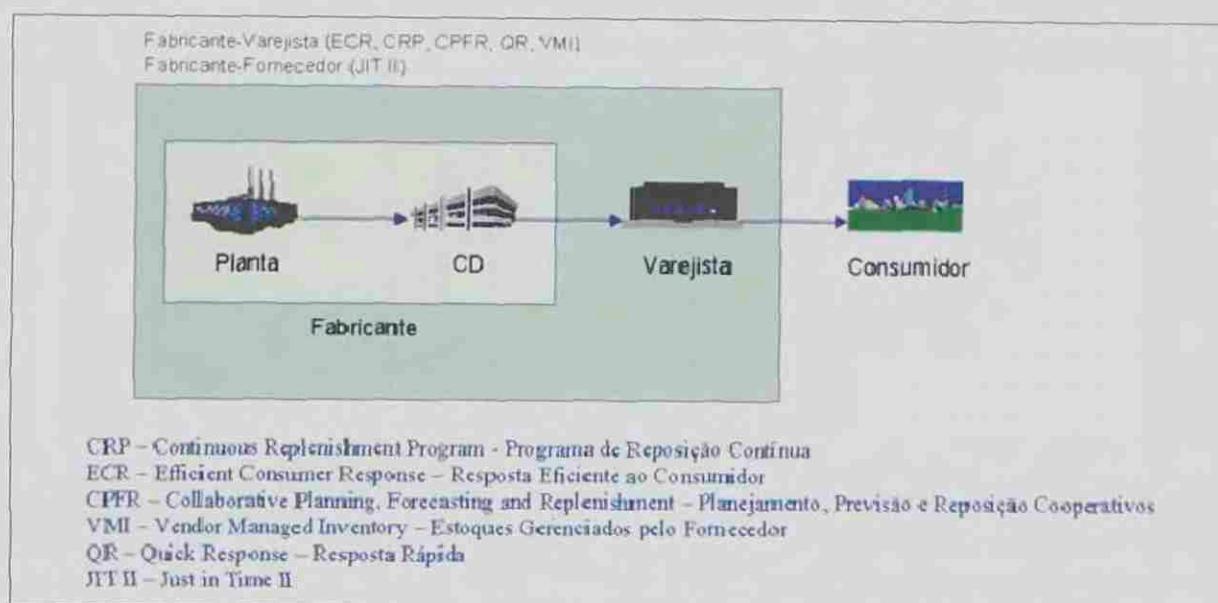 Fabricante-Varejista (ECR, CRP, CPFR, QR, VMI)
Fabricante-Fornecedor (JIT II)
Planta
CD
Varejista
Consumidor
Fabricante
CRP – Continuous Replenishment Program - Programa de Reposição Contínua
ECR – Efficient Consumer Response – Resposta Eficiente ao Consumidor
CPFR – Collaborative Planning, Forecasting and Replenishment – Planejamento, Previsão e Reposição Cooperativos
VMI – Vendor Managed Inventory – Estoques Gerenciados pelo Fornecedor
QR – Quick Response – Resposta Rápida
JIT II – Just in Time II